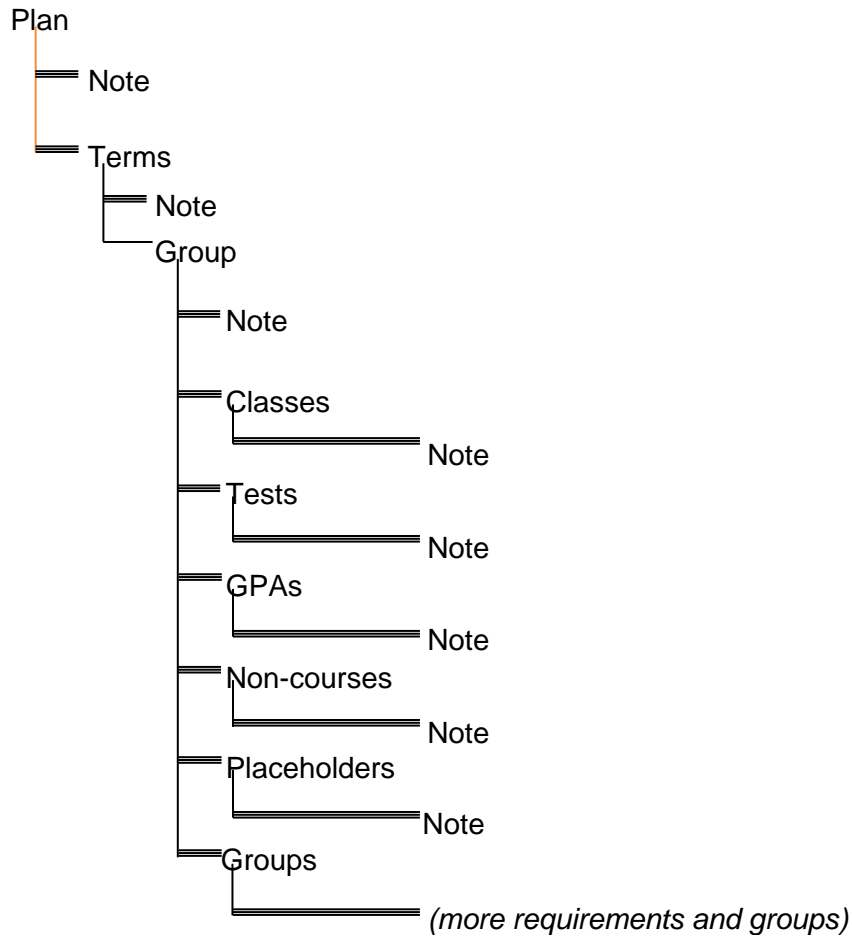 Plan
Note
Terms
Note
Group
Note
Classes
Note
Tests
Note
GPAs
Note
Non-courses
Note
Placeholders
Note
Groups
(more requirements and groups)